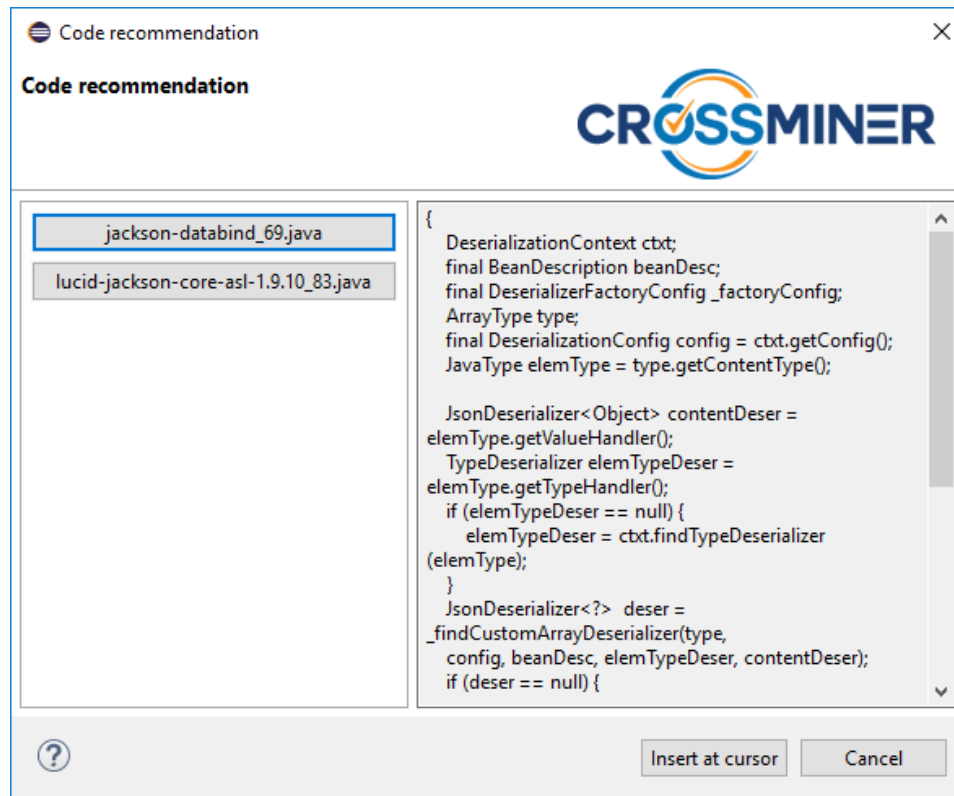 Code recommendation
Code recommendation
CROSSMINER
jackson-databind_69.java
lucid-jackson-core-asl-1.9.10_83.java
{
DeserializationContext ctxt;
final BeanDescription beanDesc;
final DeserializerFactoryConfig _factoryConfig;
ArrayType type;
final DeserializationConfig config = ctxt.getConfig();
JavaType elemType = type.getContentType();
JsonDeserializer<Object> contentDeser =
elemType.getValueHandler();
TypeDeserializer elemTypeDeser =
elemType.getTypeHandler();
if (elemTypeDeser == null) {
elemTypeDeser = ctxt.findTypeDeserializer
(elemType);
}
JsonDeserializer<?>  deser =
_findCustomArrayDeserializer(type,
config, beanDesc, elemTypeDeser, contentDeser);
if (deser == null) {
?
Insert at cursor
Cancel